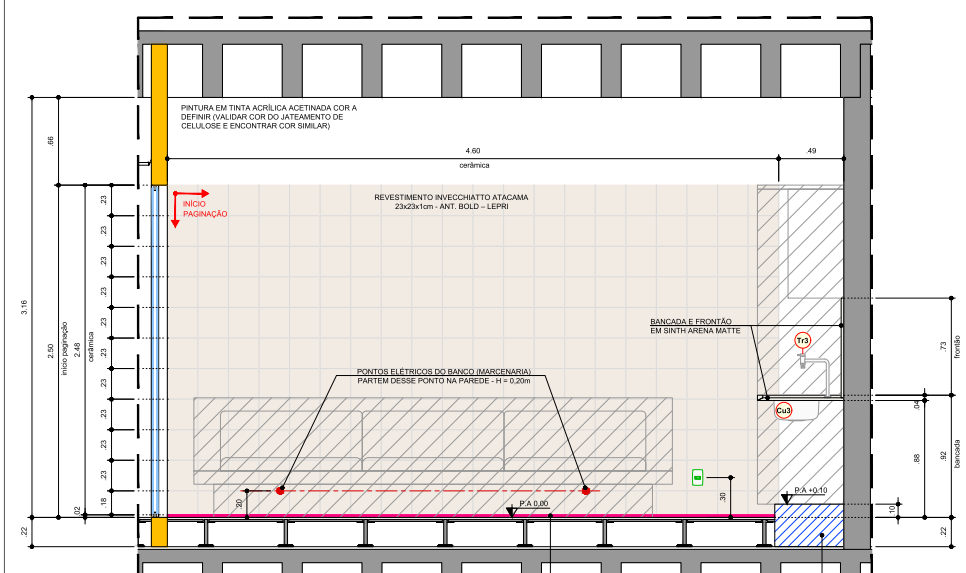 PINTURA EM TINTA ACRÍLICA ACETINADA COR A
DEFINIR (VALIDAR COR DO JATEAMENTO DE
CELULOSE E ENCONTRAR COR SIMILAR)
.66
4.60
.49
cerâmica
INÍCIO
PAGINAÇÃO
REVESTIMENTO INVECCHIATTO ATACAMA
23x23x1cm - ANT. BOLD – LEPRI
3.16
2.50
início paginação
2.48
cerâmica
.23
.23
.23
.23
.23
.23
.23
.23
.23
.23
.18
.02
.22
BANCADA E FRONTÃO
EM SINTH ARENA MATTE
Tr3
.73
frontão
PONTOS ELÉTRICOS DO BANCO (MARCENARIA)
PARTEM DESSE PONTO NA PAREDE - H = 0,20m
Cu3
.04
.88
.92
bancada
.20
.30
P.A 0.00
P.A +0.10
.10
.22